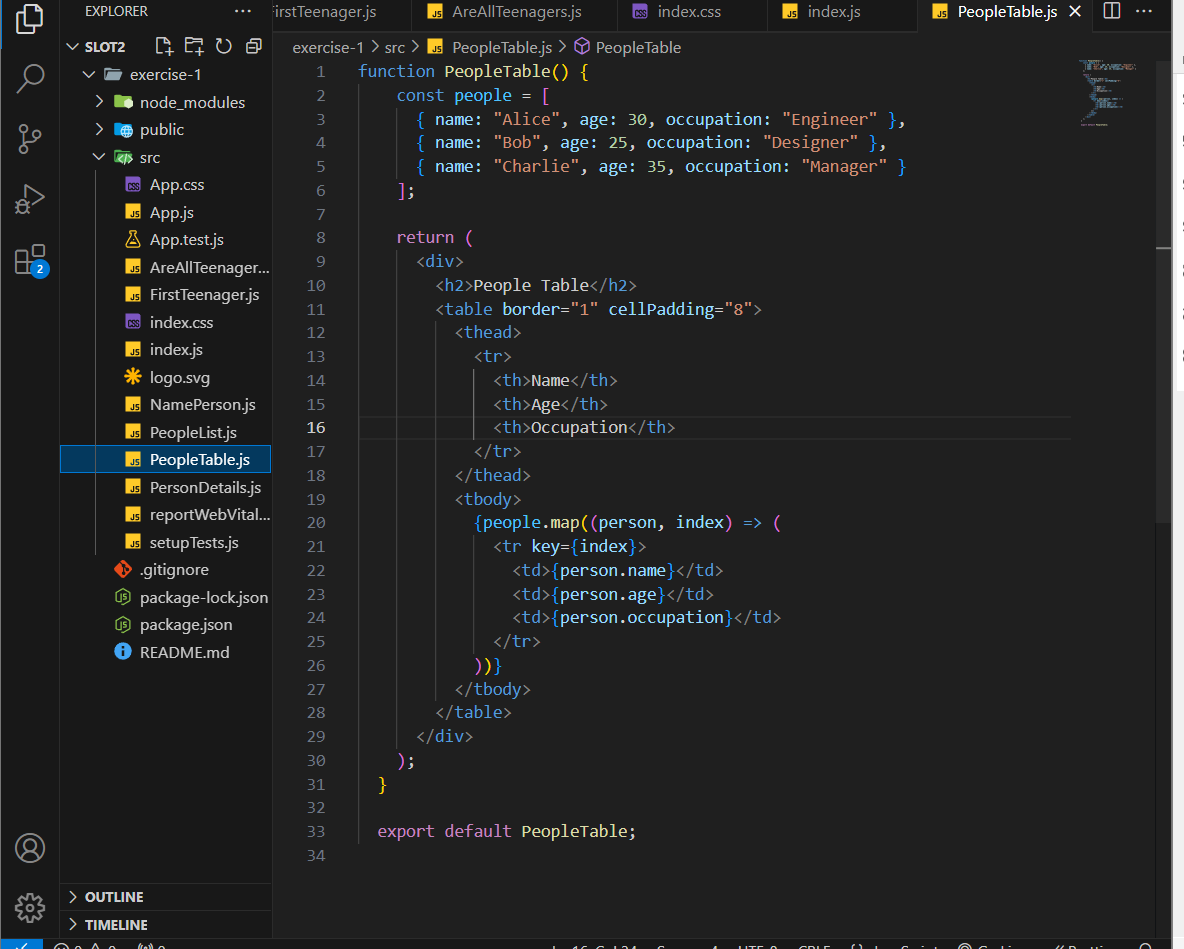 EXPLORER
SLOT2
exercise-1
node_modules
public
src
App.css
App.js
App.test.js
AreAllTeenager...
FirstTeenager.js
index.css
index.js
logo.svg
NamePerson.js
PeopleList.js
PeopleTable.js
PersonDetails.js
reportWebVital...
setupTests.js
.gitignore
package-lock.json
package.json
README.md
OUTLINE
TIMELINE
2
irstTeenager.js AreAllTeenagers.js index.css index.js PeopleTable.js
exercise-1 > src > PeopleTable.js > PeopleTable
1 function PeopleTable() {
2 const people = [
3 { name: "Alice", age: 30, occupation: "Engineer" },
4 { name: "Bob", age: 25, occupation: "Designer" },
5 { name: "Charlie", age: 35, occupation: "Manager" }
6 ];
7
8 return (
9 <div>
10 <h2>People Table</h2>
11 <table border="1" cellPadding="8">
12 <thead>
13 <tr>
14 <th>Name</th>
15 <th>Age</th>
16 <th>Occupation</th>
17 </tr>
18 </thead>
19 <tbody>
20 {people.map((person, index) => (
21 <tr key={index}>
22 <td>{person.name}</td>
23 <td>{person.age}</td>
24 <td>{person.occupation}</td>
25 </tr>
26 ))}
27 </tbody>
28 </table>
29 </div>
30 );
31 }
32
33 export default PeopleTable;
34